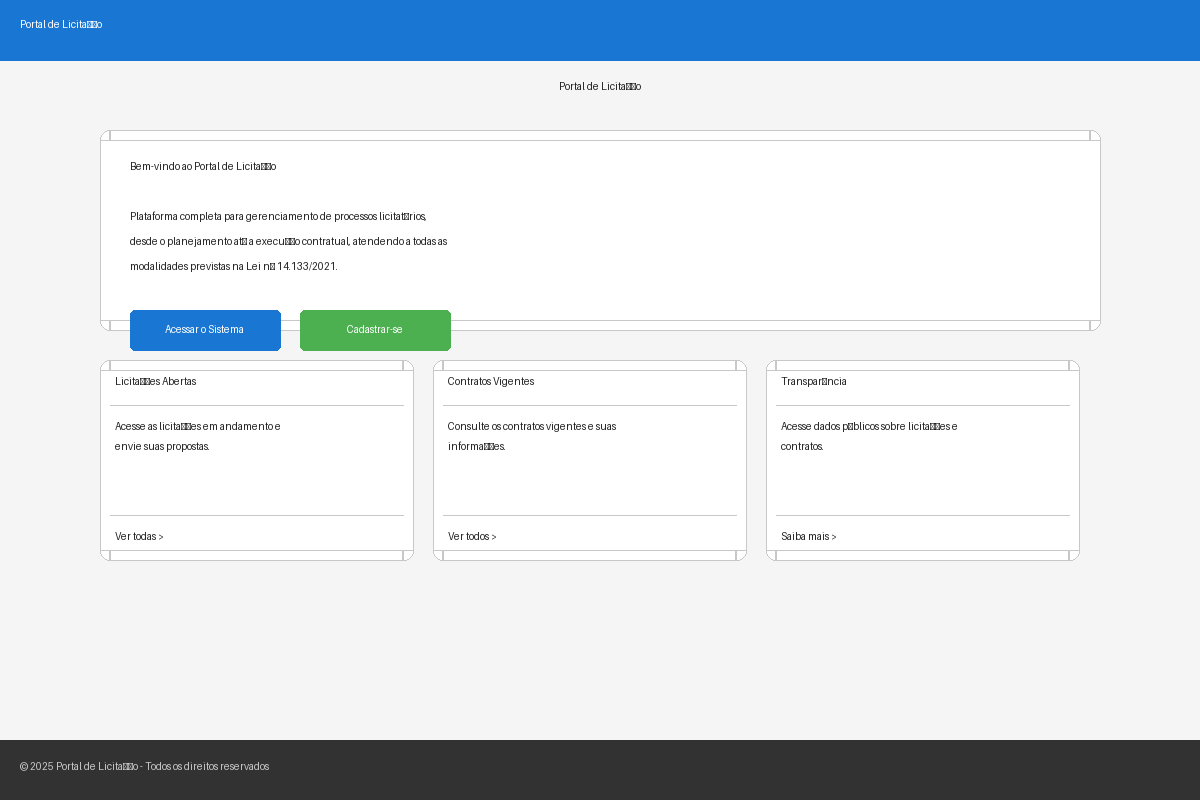 Portal de Licita□□o
Portal de Licita□□o
Bem-vindo ao Portal de Licita□□o
Plataforma completa para gerenciamento de processos licitat□rios,
desde o planejamento at□ a execu□□o contratual, atendendo a todas as
modalidades previstas na Lei n□ 14.133/2021.
Acessar o Sistema
Cadastrar-se
Licita□□es Abertas
Acesse as licita□□es em andamento e
envie suas propostas.
Ver todas >
Contratos Vigentes
Consulte os contratos vigentes e suas
informa□□es.
Ver todos >
Transpar□ncia
Acesse dados p□blicos sobre licita□□es e
contratos.
Saiba mais >
© 2025 Portal de Licita□□o - Todos os direitos reservados